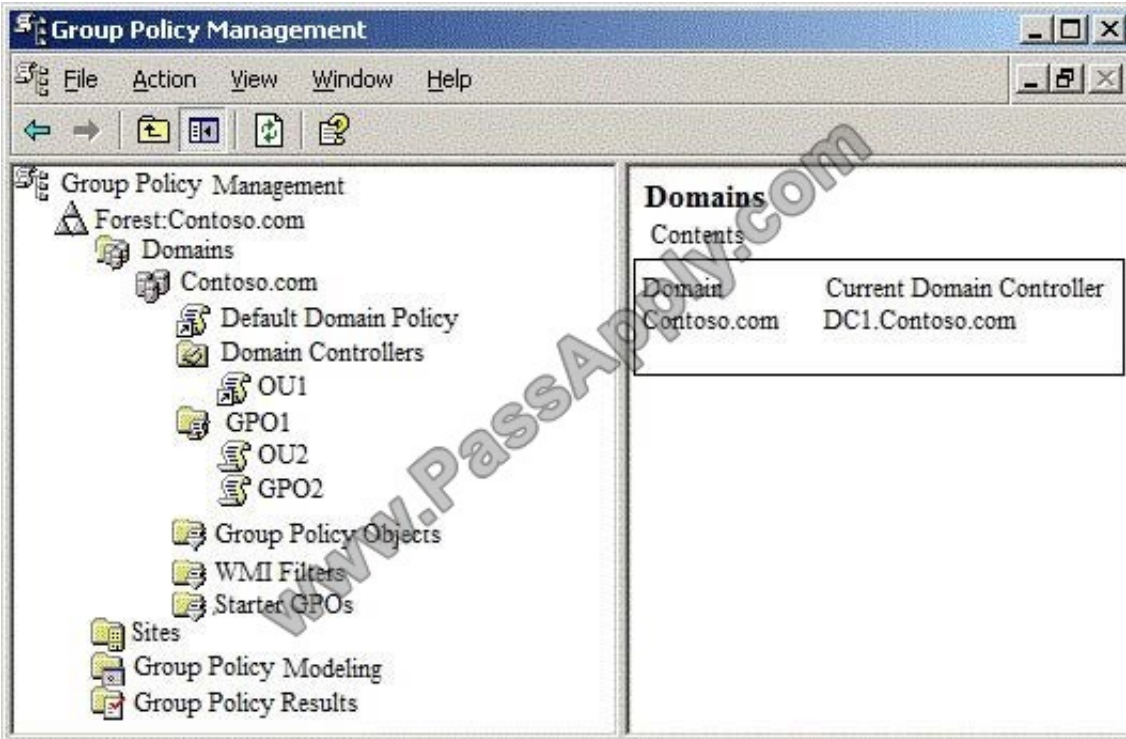 Group Policy Management
File Action View Window Help
Group Policy Management
Forest:Contoso.com
Domains
Contoso.com
Default Domain Policy
Domain Controllers
OU1
GPO1
OU2
GPO2
Group Policy Objects
WMI Filters
Starter GPOs
Sites
Group Policy Modeling
Group Policy Results
Domains
Contents
Domain Current Domain Controller
Contoso.com DC1.Contoso.com
www.PassApply.com